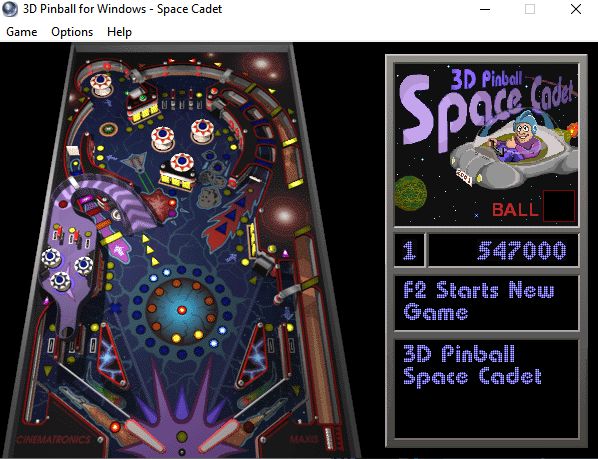 3D Pinball for Windows - Space Cadet
Game Options Help
3D Pinball
Space Cadet
BALL
1 547000
F2 Starts New
Game
3D Pinball
Space Cadet
CINEMATRONICS MAXIS